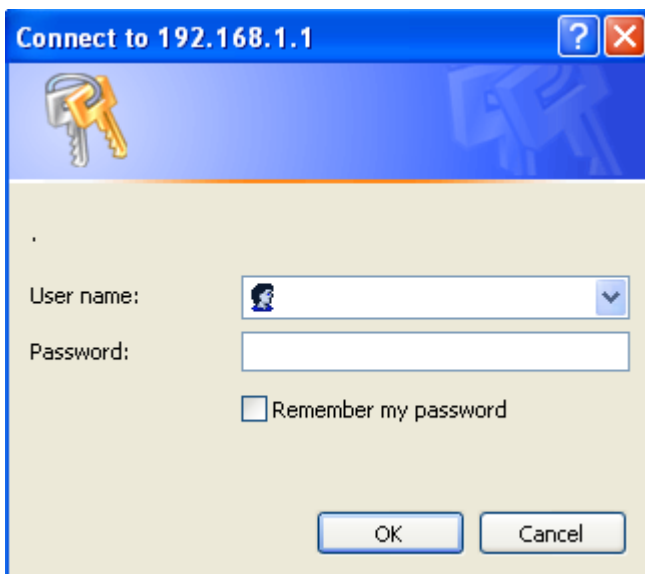 Connect to 192.168.1.1
.
User name:
Password:
Remember my password
OK Cancel